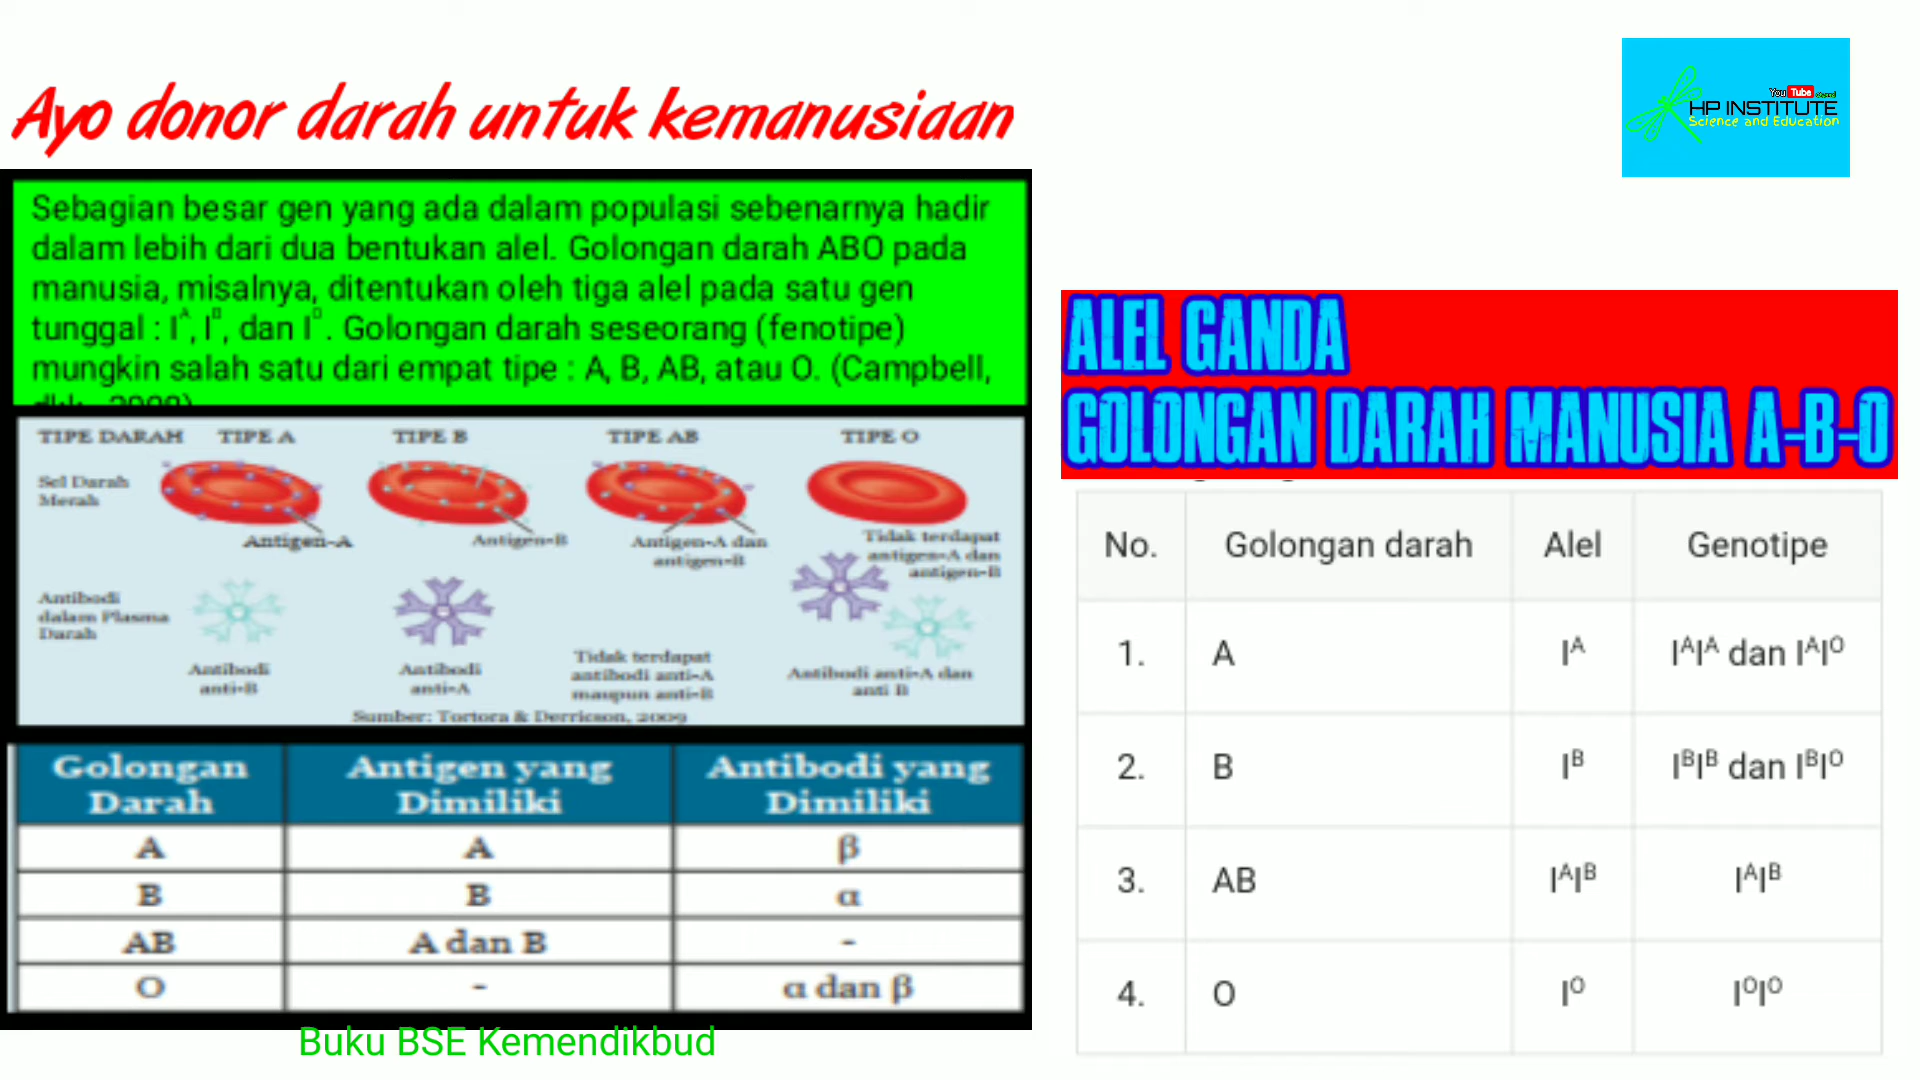 Ayo donor darah untuk kemanusiaan
You Tube
HP INSTITUTE
Science and Education
Sebagian besar gen yang ada dalam populasi sebenarnya hadir
dalam lebih dari dua bentukan alel. Golongan darah ABO pada
manusia, misalnya, ditentukan oleh tiga alel pada satu gen
tunggal : Iᴬ, Iᴮ, dan Iᴼ. Golongan darah seseorang (fenotipe)
mungkin salah satu dari empat tipe : A, B, AB, atau O. (Campbell,
TIPE DARAH TIPE A TIPE B TIPE AB TIPE O
Sel Darah
Merah
Antigen-A
Antigen-B
Antigen-A dan
antigen-B
Tidak terdapat
antigen-A dan
antigen-B
Antibodi
dalam Plasma
Darah
Antibodi
anti-B
Antibodi
anti-A
Tidak terdapat
antibodi anti-A
maupun anti-B
Antibodi anti-A dan
anti B
Sumber: Tortora & Derricson, 2009
Golongan Darah Antigen yang Dimiliki Antibodi yang Dimiliki
A A β
B B α
AB A dan B -
O - α dan β
Buku BSE Kemendikbud
ALEL GANDA
GOLONGAN DARAH MANUSIA A-B-O
No. Golongan darah Alel Genotipe
1. A Iᴬ IᴬIᴬ dan IᴬIᴼ
2. B Iᴮ IᴮIᴮ dan IᴮIᴼ
3. AB IᴬIᴮ IᴬIᴮ
4. O Iᴼ IᴼIᴼ